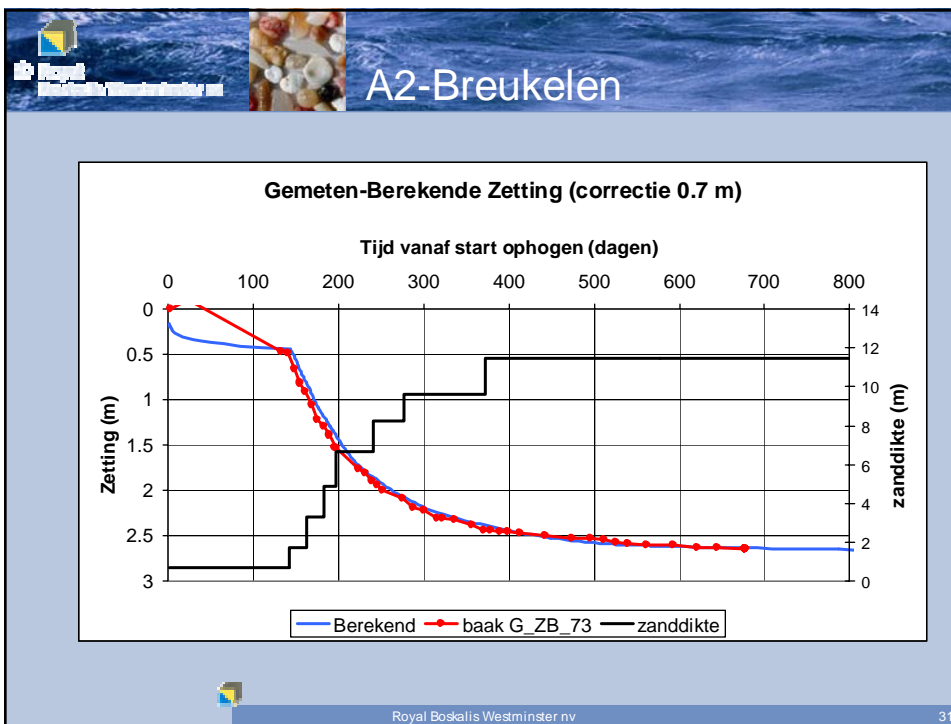 Royal
A2-Breukelen
Gemeten-Berekende Zetting (correctie 0.7 m)
Tijd vanaf start ophogen (dagen)
0 100 200 300 400 500 600 700 800
Zetting (m)
0
0.5
1
1.5
2
2.5
3
14
12
10
8
6
4
2
0
zanddikte (m)
Berekend baak G_ZB_73 zanddikte
Royal Boskalis Westminster nv 31